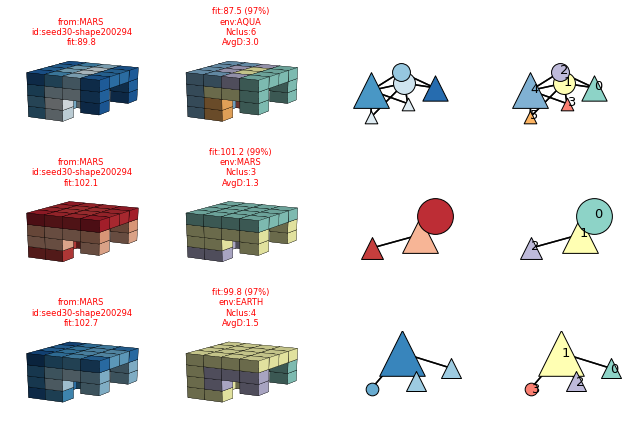 from:MARS
id:seed30-shape200294
fit:89.8
fit:87.5 (97%)
env:AQUA
Nclus:6
AvgD:3.0
2
1
4
0
3
5
from:MARS
id:seed30-shape200294
fit:102.1
fit:101.2 (99%)
env:MARS
Nclus:3
AvgD:1.3
0
1
2
from:MARS
id:seed30-shape200294
fit:102.7
fit:99.8 (97%)
env:EARTH
Nclus:4
AvgD:1.5
1
0
2
3